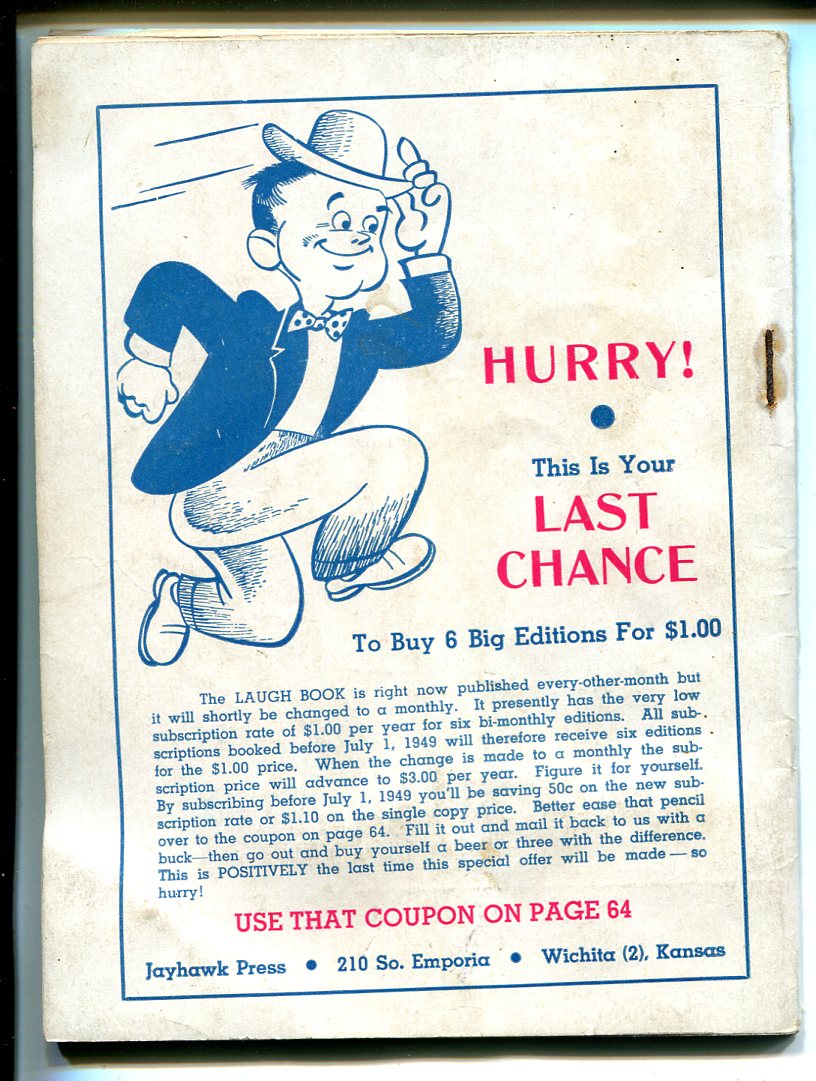 HURRY!
This Is Your
LAST
CHANCE
To Buy 6 Big Editions For $1.00
The LAUGH BOOK is right now published every-other-month but
it will shortly be changed to a monthly. It presently has the very low
subscription rate of $1.00 per year for six bi-monthly editions. All sub-
scriptions booked before July 1, 1949 will therefore receive six editions
for the $1.00 price. When the change is made to a monthly the sub-
scription price will advance to $3.00 per year. Figure it for yourself.
By subscribing before July 1, 1949 you'll be saving 50c on the new sub-
scription rate or $1.10 on the single copy price. Better ease that pencil
over to the coupon on page 64. Fill it out and mail it back to us with a
buck—then go out and buy yourself a beer or three with the difference.
This is POSITIVELY the last time this special offer will be made — so
hurry!
USE THAT COUPON ON PAGE 64
Jayhawk Press • 210 So. Emporia • Wichita (2), Kansas